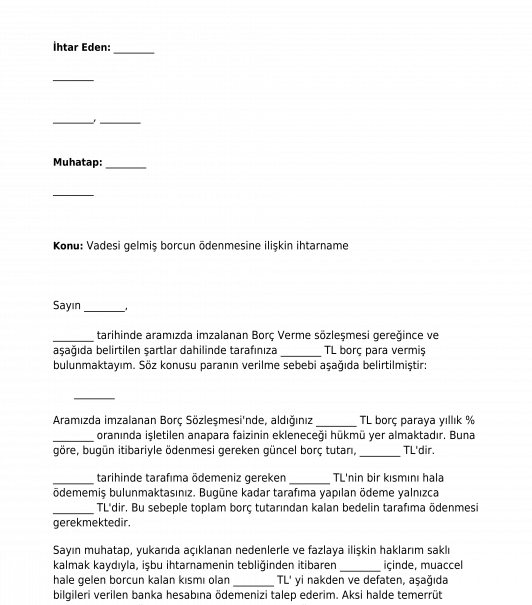 İhtar Eden: ________
________
________, ________
Muhatap: ________
________
Konu: Vadesi gelmiş borcun ödenmesine ilişkin ihtarname
Sayın ________,
________ tarihinde aramızda imzalanan Borç Verme sözleşmesi gereğince ve
aşağıda belirtilen şartlar dahilinde tarafınıza ________ TL borç para vermiş
bulunmaktayım. Söz konusu paranın verilme sebebi aşağıda belirtilmiştir:
________
Aramızda imzalanan Borç Sözleşmesi'nde, aldığınız ________ TL borç paraya yıllık %
________ oranında işletilen anapara faizinin ekleneceği hükmü yer almaktadır. Buna
göre, bugün itibariyle ödenmesi gereken güncel borç tutarı, ________ TL'dir.
________ tarihinde tarafıma ödemeniz gereken ________ TL'nin bir kısmını hala
ödememiş bulunmaktasınız. Bugüne kadar tarafıma yapılan ödeme yalnızca
________ TL'dir. Bu sebeple toplam borç tutarından kalan bedelin tarafıma ödenmesi
gerekmektedir.
Sayın muhatap, yukarıda açıklanan nedenlerle ve fazlaya ilişkin haklarım saklı
kalmak kaydıyla, işbu ihtarnamenin tebliğinden itibaren ________ içinde, muaccel
hale gelen borcun kalan kısmı olan ________ TL' yi nakden ve defaten, aşağıda
bilgileri verilen banka hesabına ödemenizi talep ederim. Aksi halde temerrüt